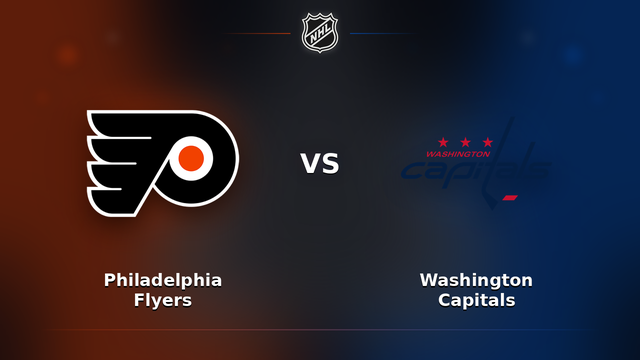 NHL
WASHINGTON
capitals
VS
Philadelphia
Flyers
Washington
Capitals